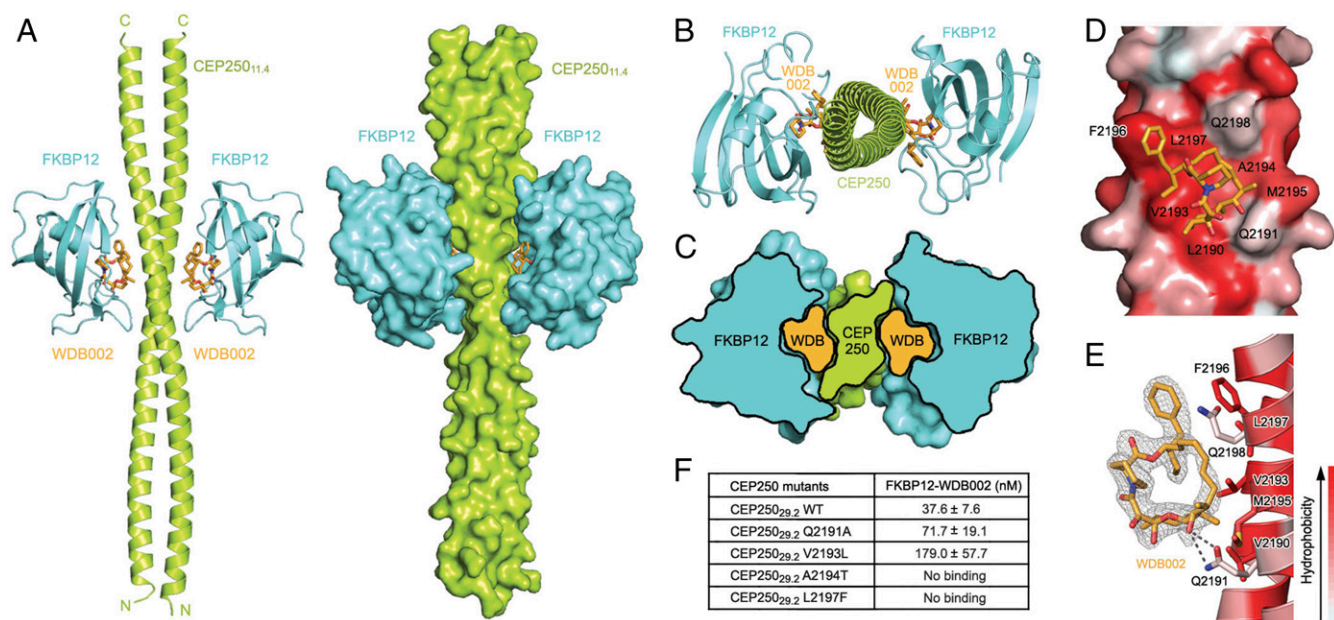 A
C C
CEP250₁₁.₄
FKBP12 FKBP12
WDB002 WDB002
N N
CEP250₁₁.₄
FKBP12 FKBP12
B
FKBP12 FKBP12
WDB
002
WDB
002
CEP250
C
FKBP12 WDB CEP
250 WDB FKBP12
F
CEP250 mutants FKBP12-WDB002 (nM)
CEP250₂₉.₂ WT 37.6 ± 7.6
CEP250₂₉.₂ Q2191A 71.7 ± 19.1
CEP250₂₉.₂ V2193L 179.0 ± 57.7
CEP250₂₉.₂ A2194T No binding
CEP250₂₉.₂ L2197F No binding
D
Q2198
F2196
L2197
A2194
M2195
V2193
Q2191
L2190
E
F2196
L2197
Q2198
V2193
M2195
V2190
WDB002
Q2191
Hydrophobicity